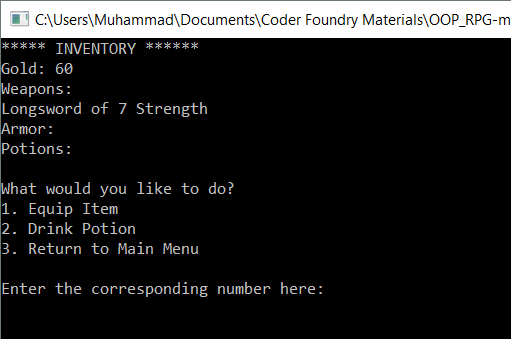 C:\Users\Muhammad\Documents\Coder Foundry Materials\OOP_RPG-m
***** INVENTORY ******
Gold: 60
Weapons:
Longsword of 7 Strength
Armor:
Potions:
What would you like to do?
1. Equip Item
2. Drink Potion
3. Return to Main Menu
Enter the corresponding number here: